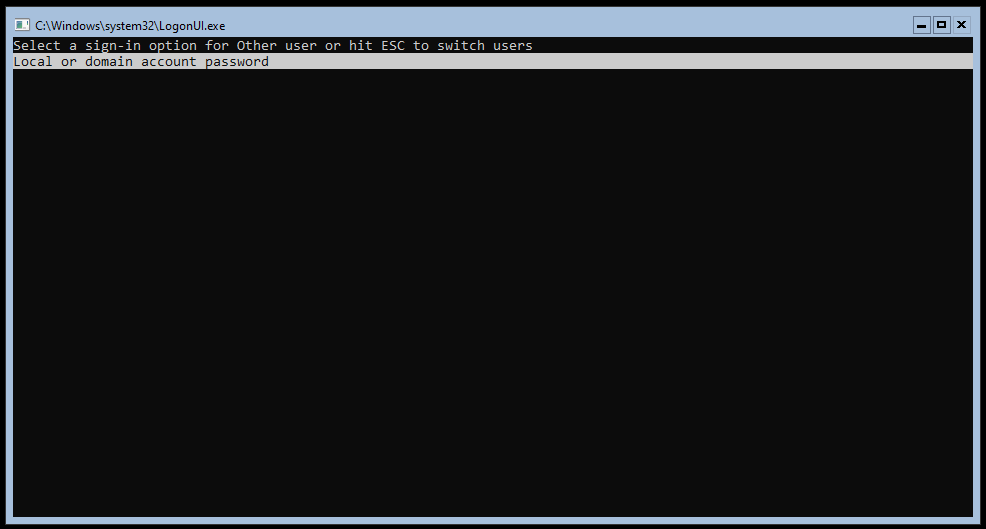 C:\Windows\system32\LogonUI.exe
Select a sign-in option for Other user or hit ESC to switch users
Local or domain account password